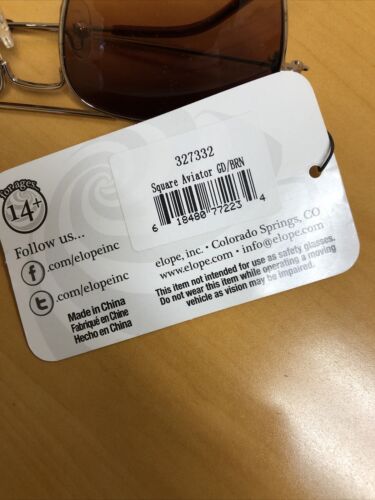 327332
Square Aviator GD/BRN
6 18480 77223 4
for ages
14+
Follow us...
f .com/elopeinc
t .com/elopeinc
elope, inc. • Colorado Springs, CO
www.elope.com • info@elope.com
This item not intended for use as safety glasses.
Do not wear this item while operating a moving
vehicle as vision may be impaired.
Made in China
Fabriqué en Chine
Hecho en China